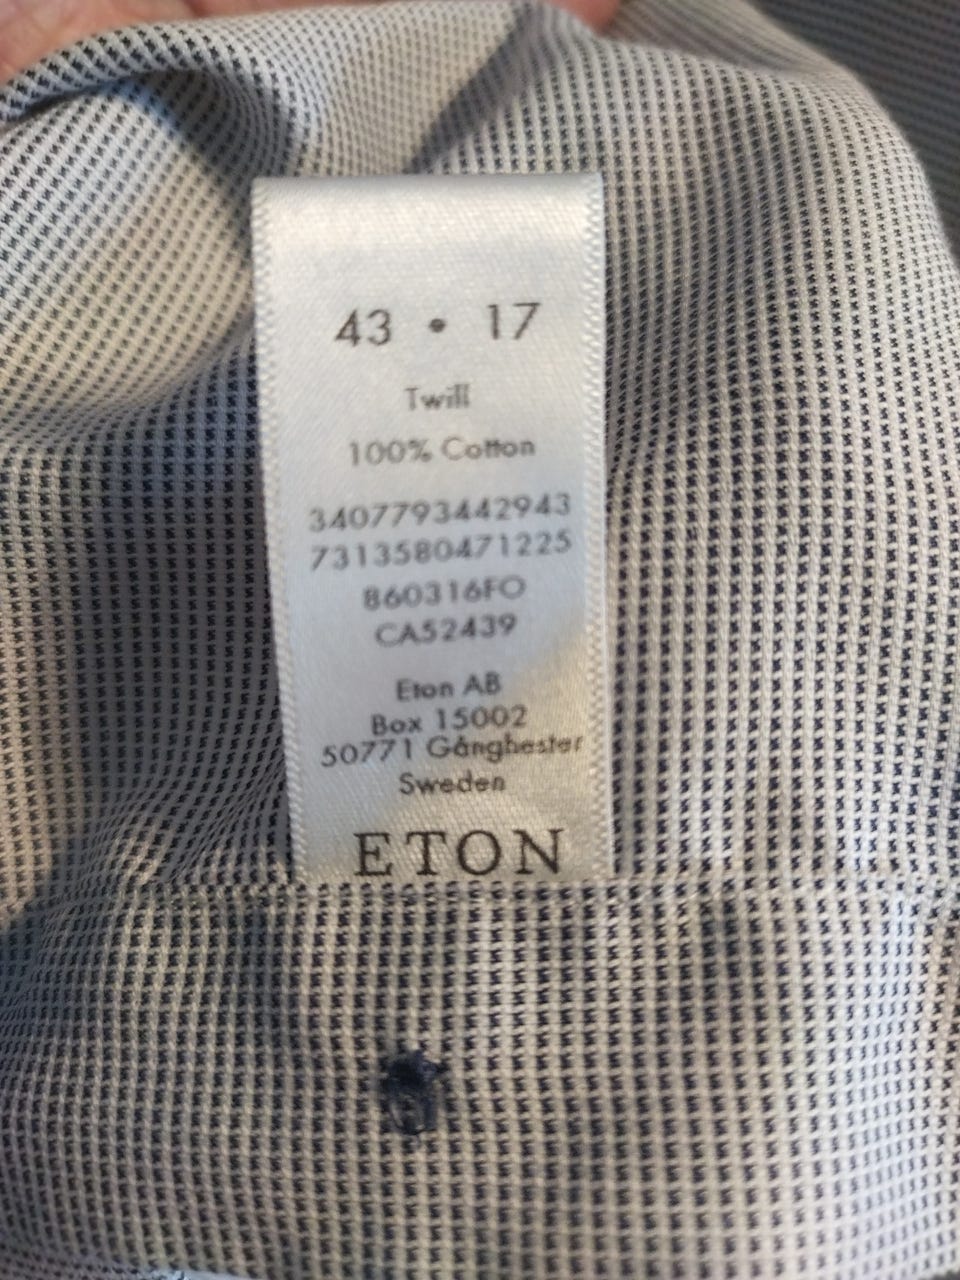 43 • 17
Twill
100% Cotton
3407793442943
7313580471225
860316FO
CA52439
Eton AB
Box 15002
50771 Gånghester
Sweden
ETON